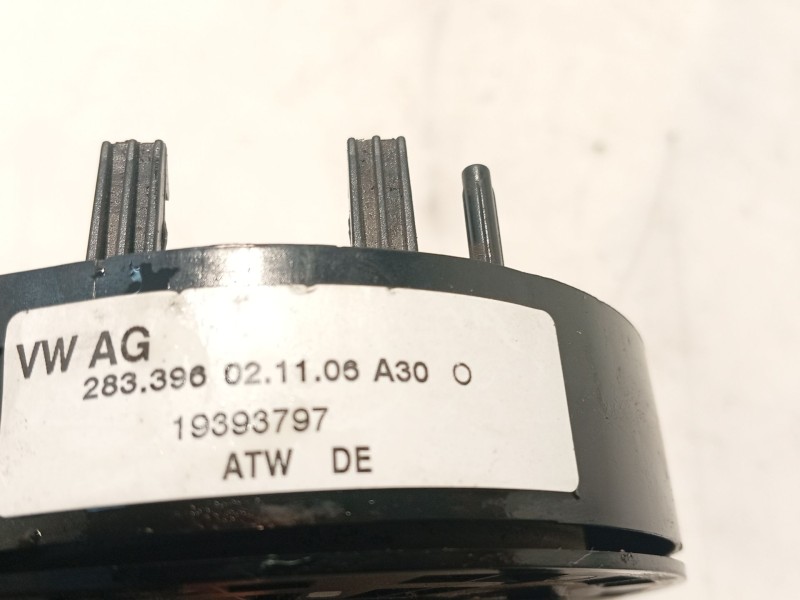 VW AG
283.396 02.11.06 A30 O
19393797
ATW DE